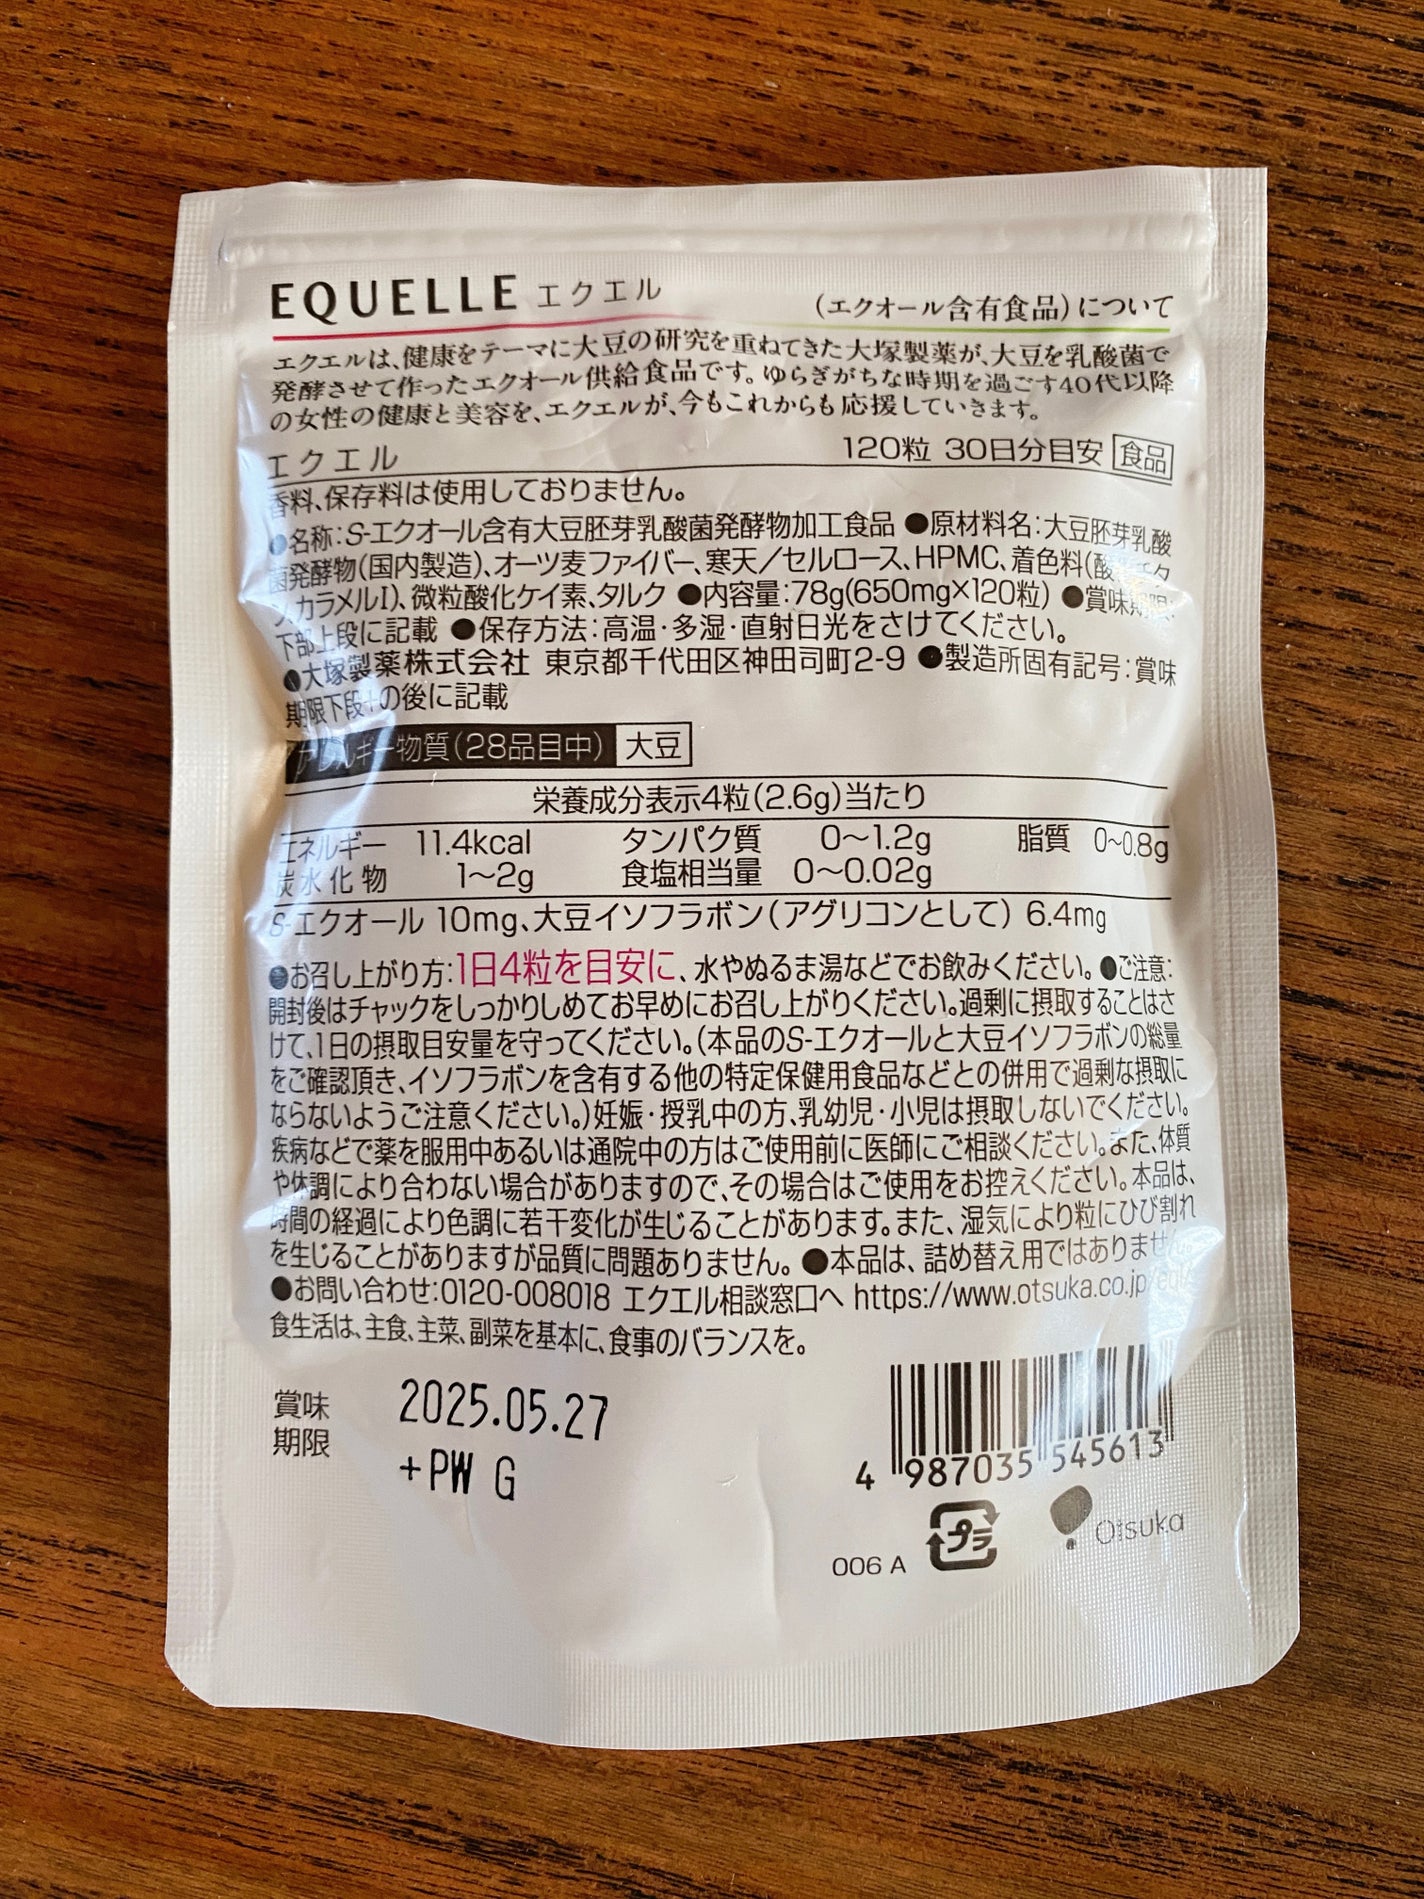 EQUELLE エクエル (エクオール含有食品)について
エクエルは、健康をテーマに大豆の研究を重ねてきた大塚製薬が、大豆を乳酸菌で
発酵させて作ったエクオール供給食品です。ゆらぎがちな時期を過ごす40代以降
の女性の健康と美容を、エクエルが、今もこれからも応援していきます。
エクエル 120粒 30日分目安 食品
香料、保存料は使用しておりません。
●名称:S-エクオール含有大豆胚芽乳酸菌発酵物加工食品 ●原材料名:大豆胚芽乳酸
菌発酵物(国内製造)、オーツ麦ファイバー、寒天/セルロース、HPMC、着色料(酸化チタ
ン、カラメルI)、微粒酸化ケイ素、タルク ●内容量:78g(650mg×120粒) ●賞味期限:
下部上段に記載 ●保存方法:高温・多湿・直射日光をさけてください。
●大塚製薬株式会社 東京都千代田区神田司町2-9 ●製造所固有記号:賞味
期限下段+の後に記載
アレルギー物質(28品目中) 大豆
栄養成分表示4粒(2.6g)当たり
エネルギー 11.4kcal タンパク質 0～1.2g 脂質 0～0.8g
炭水化物 1～2g 食塩相当量 0～0.02g
S-エクオール 10mg、大豆イソフラボン(アグリコンとして) 6.4mg
●お召し上がり方:1日4粒を目安に、水やぬるま湯などでお飲みください。●ご注意:
開封後はチャックをしっかりしめてお早めにお召し上がりください。過剰に摂取することはさ
けて、1日の摂取目安量を守ってください。(本品のS-エクオールと大豆イソフラボンの総量
をご確認頂き、イソフラボンを含有する他の特定保健用食品などとの併用で過剰な摂取に
ならないようご注意ください。)妊娠・授乳中の方、乳幼児・小児は摂取しないでください。
疾病などで薬を服用中あるいは通院中の方はご使用前に医師にご相談ください。また、体質
や体調により合わない場合がありますので、その場合はご使用をお控えください。本品は、
時間の経過により色調に若干変化が生じることがあります。また、湿気により粒にひび割れ
を生じることがありますが品質に問題ありません。●本品は、詰め替え用ではありません。
●お問い合わせ:0120-008018 エクエル相談窓口へ https://www.otsuka.co.jp
食生活は、主食、主菜、副菜を基本に、食事のバランスを。
賞味
期限
2025.05.27
+PW G
4 987035 545613
006 A プラ Otsuka